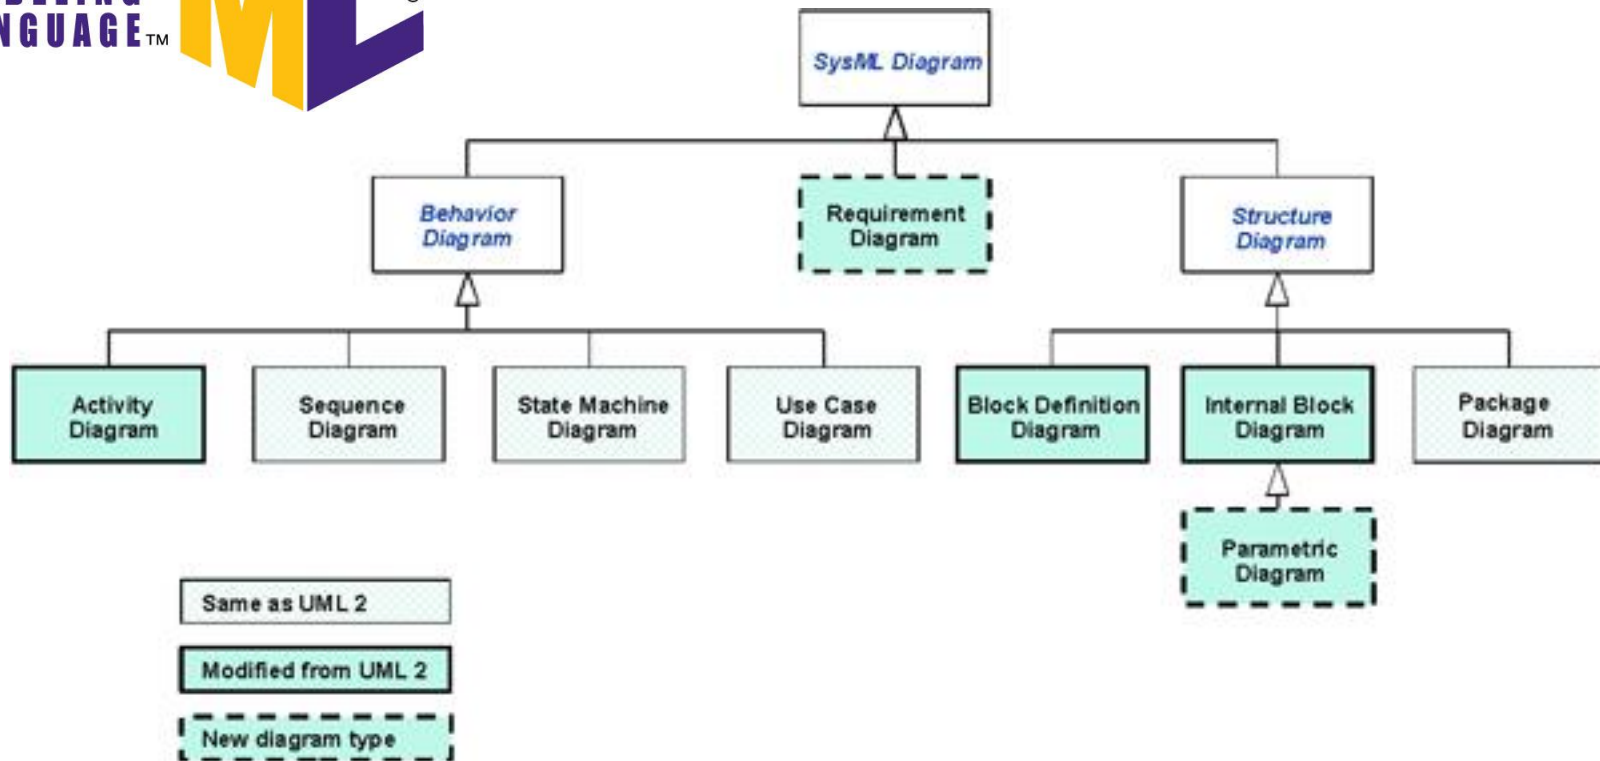 NGUAGE™
SysML Diagram
Behavior
Diagram
Requirement
Diagram
Structure
Diagram
Activity
Diagram
Sequence
Diagram
State Machine
Diagram
Use Case
Diagram
Block Definition
Diagram
Internal Block
Diagram
Package
Diagram
Parametric
Diagram
Same as UML 2
Modified from UML 2
New diagram type